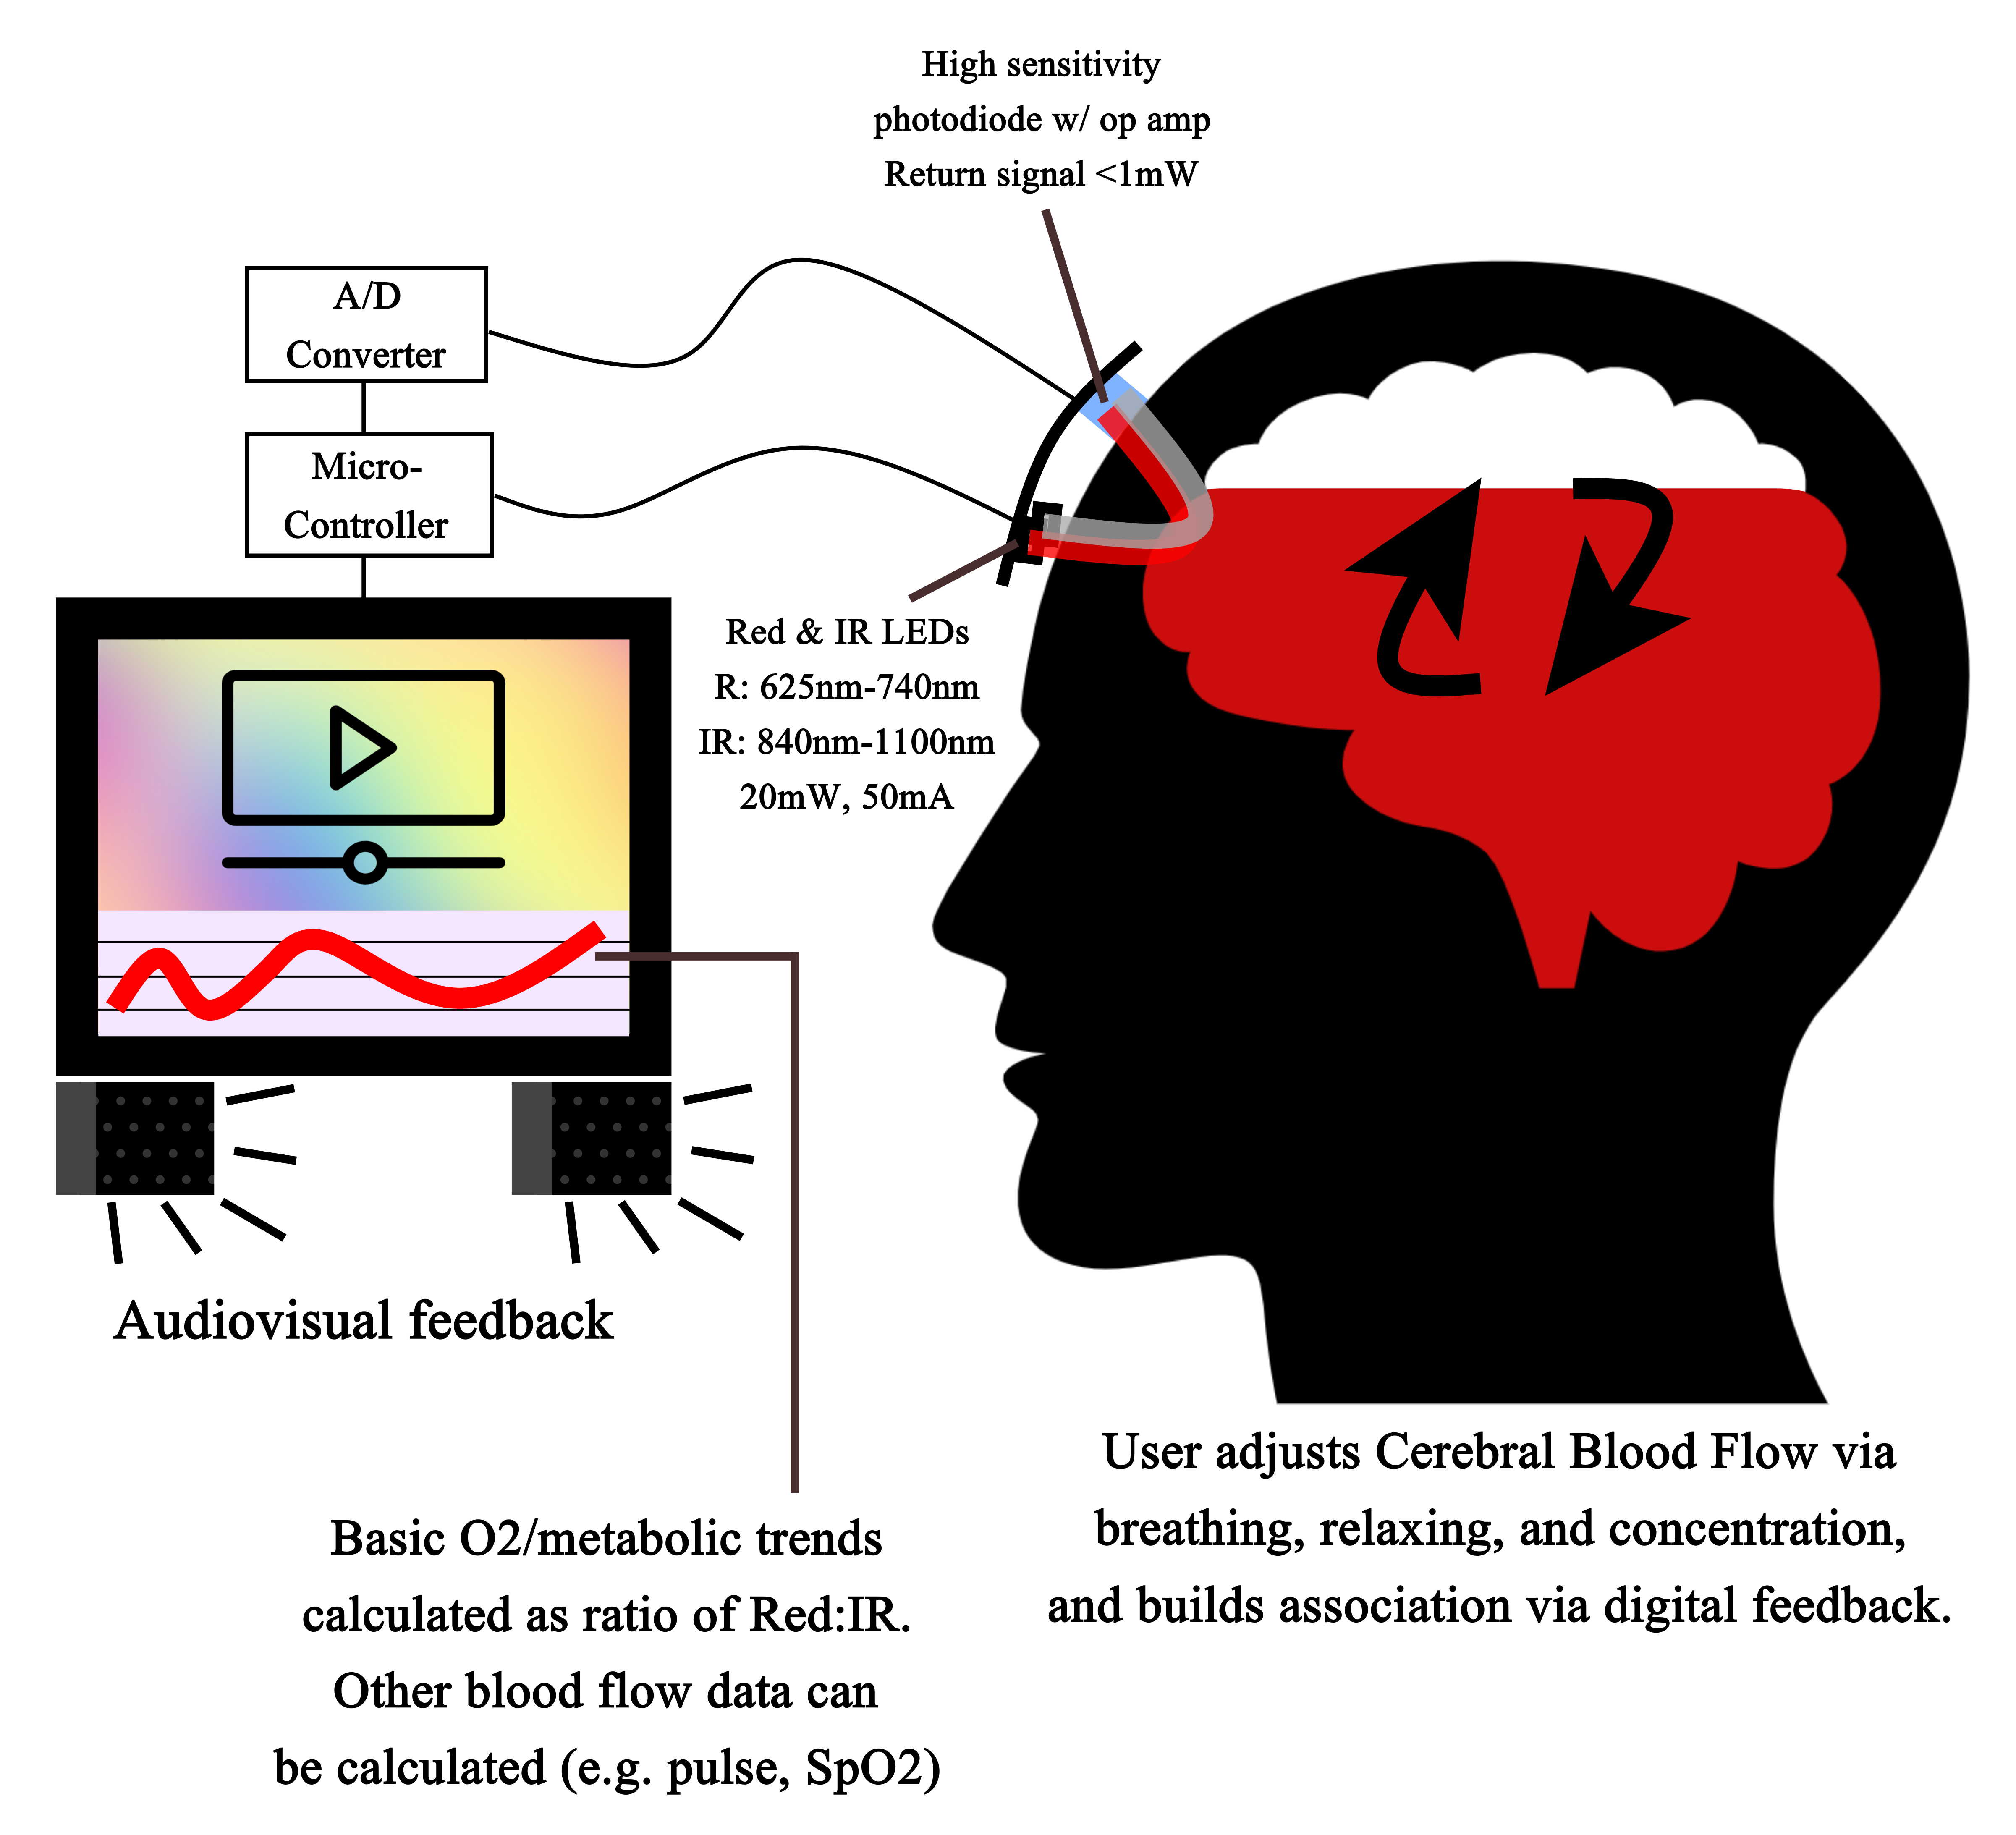 High sensitivity
photodiode w/ op amp
Return signal <1mW
A/D
Converter
Micro-
Controller
Red & IR LEDs
R: 625nm-740nm
IR: 840nm-1100nm
20mW, 50mA
Audiovisual feedback
User adjusts Cerebral Blood Flow via
breathing, relaxing, and concentration,
and builds association via digital feedback.
Basic O2/metabolic trends
calculated as ratio of Red:IR.
Other blood flow data can
be calculated (e.g. pulse, SpO2)